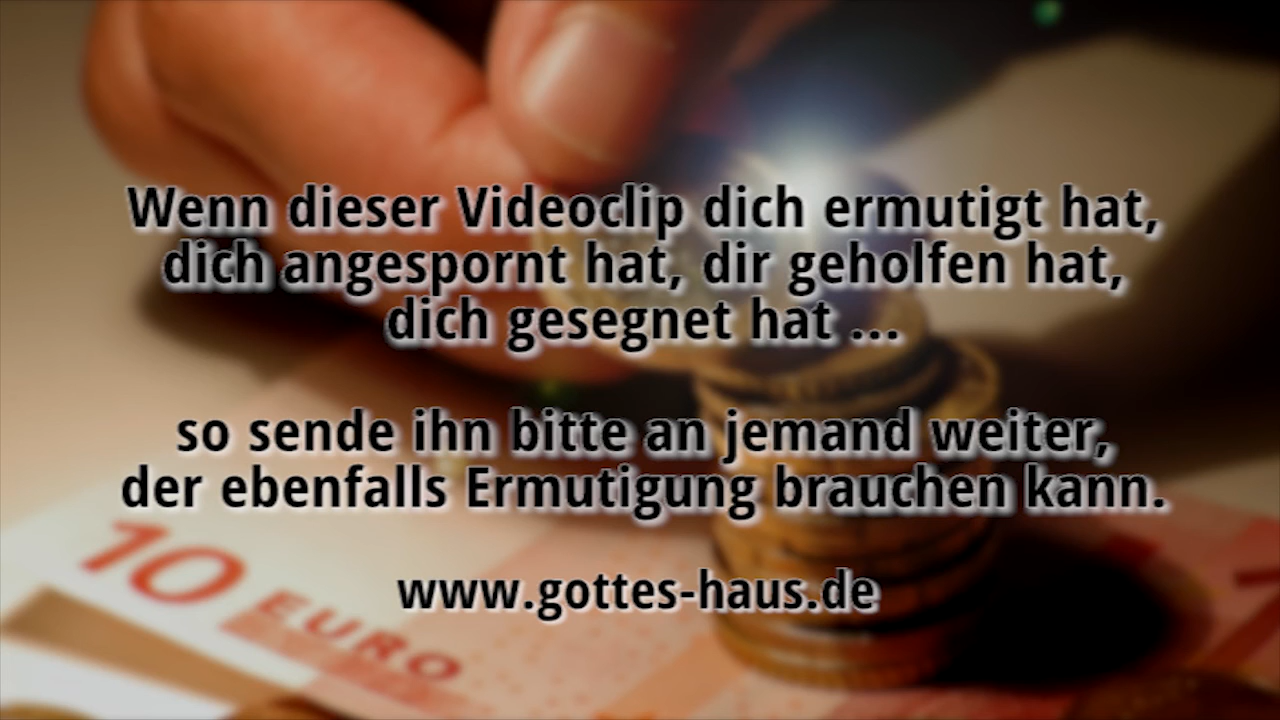 Wenn dieser Videoclip dich ermutigt hat,
dich angespornt hat, dir geholfen hat,
dich gesegnet hat ...
so sende ihn bitte an jemand weiter,
der ebenfalls Ermutigung brauchen kann.
www.gottes-haus.de
10 EURO